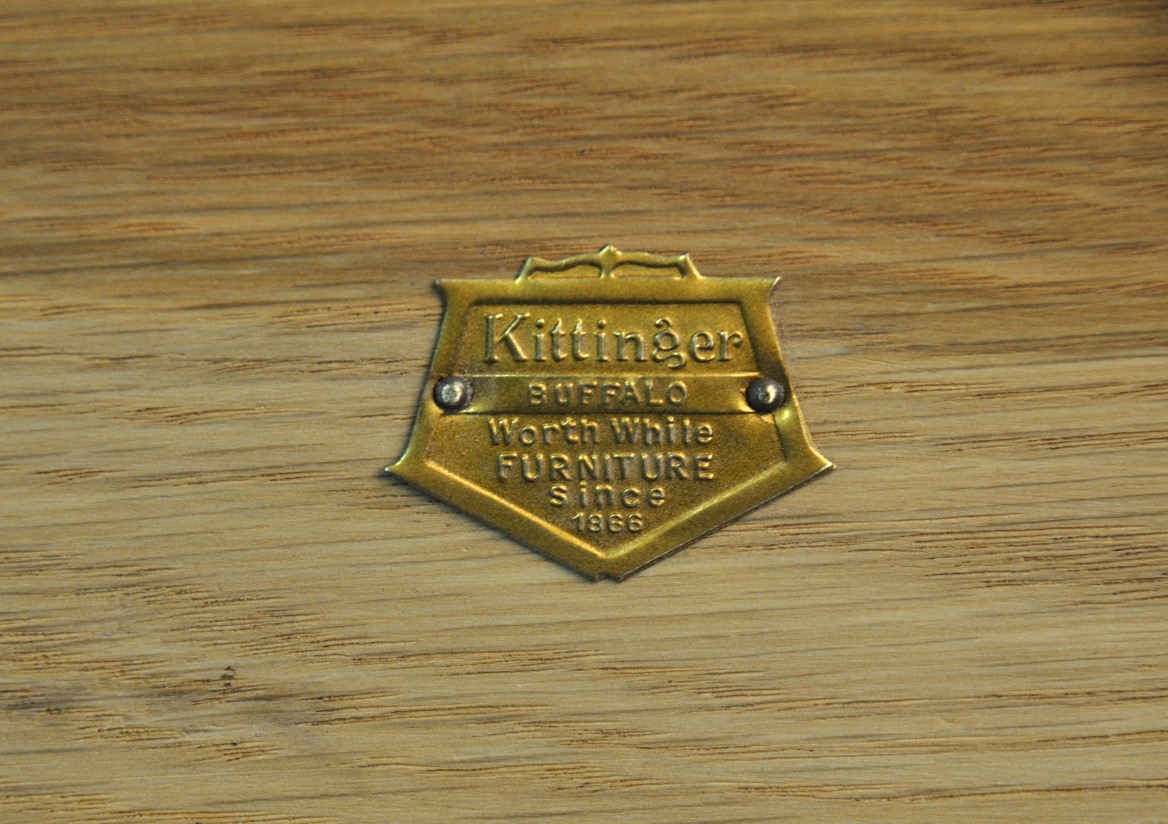 Kittinger
BUFFALO
Worth While
FURNITURE
since
1866